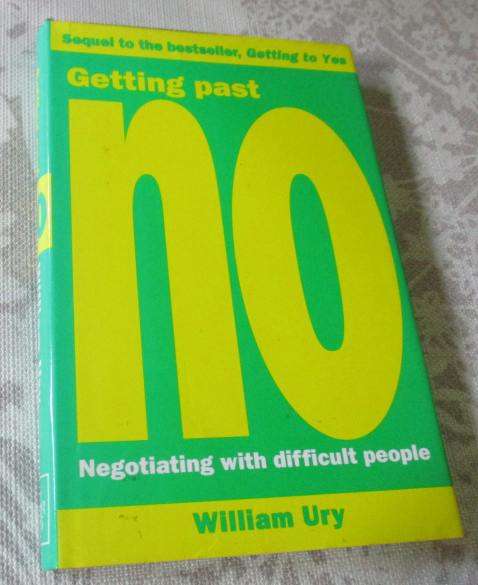 Sequel to the bestseller, Getting to Yes
Getting past
no
Negotiating with difficult people
William Ury